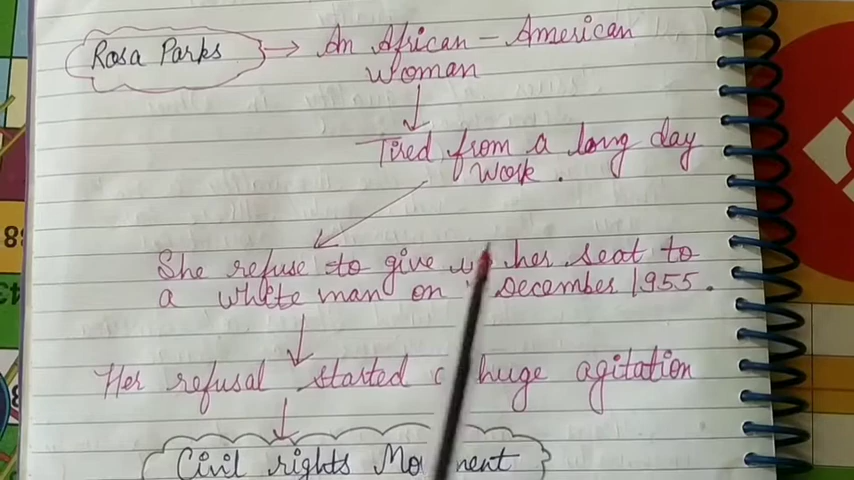 Rosa Parks → An African - American
woman
Tired from a long day
work.
She refuse to give her seat to
a white man on December 1955.
Her refusal started huge agitation
Civil rights